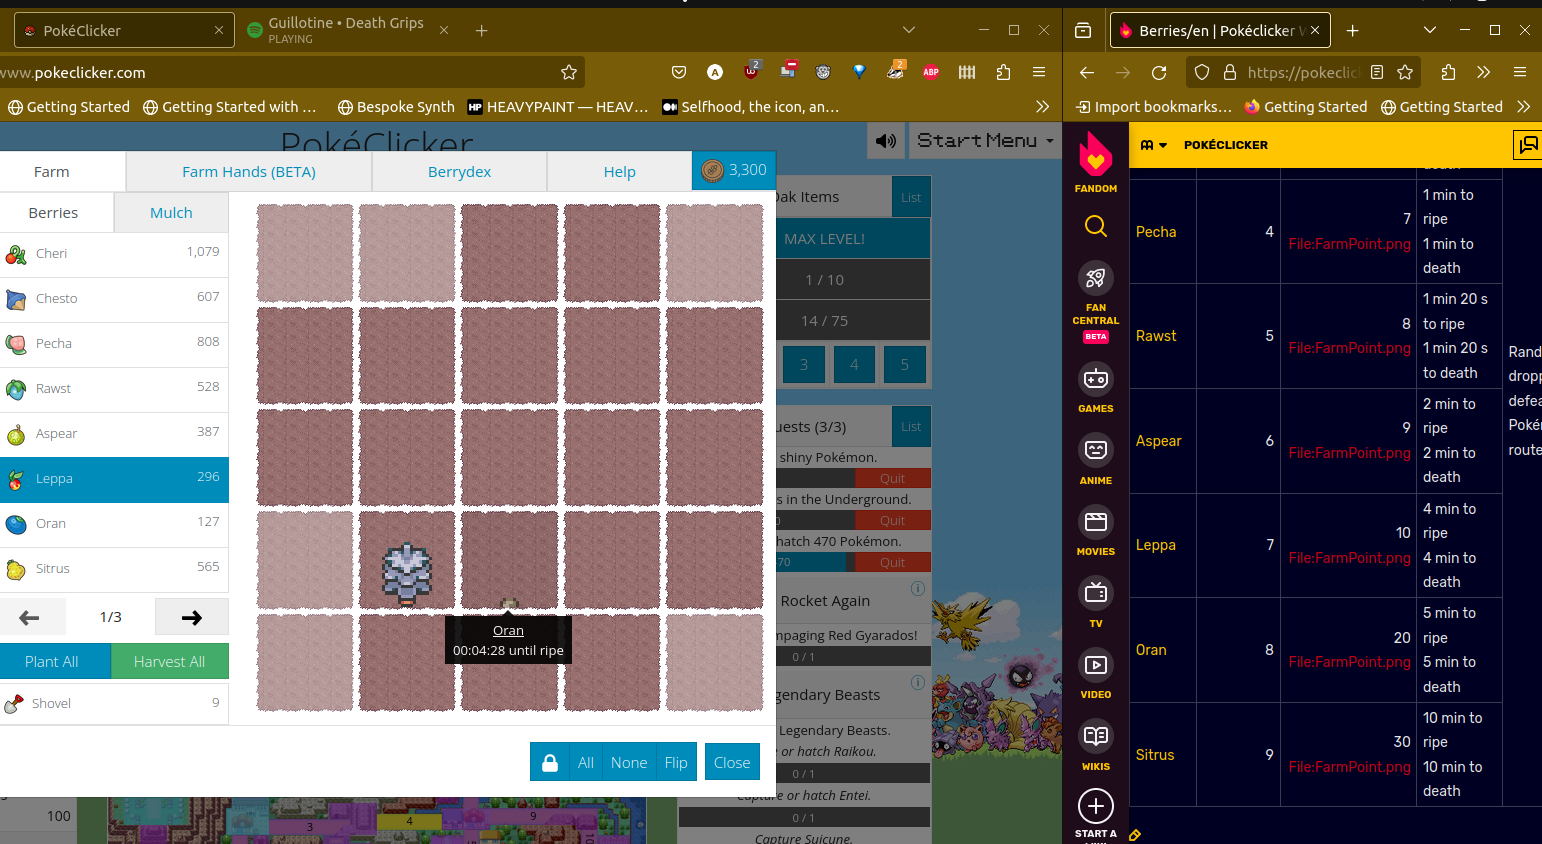 PokéClicker
Guillotine • Death Grips
PLAYING
Berries/en | Pokéclicker W
www.pokeclicker.com
2
2
ABP
https://pokeclic
Getting Started
Getting Started with …
Bespoke Synth
HP HEAVYPAINT — HEAV…
Selfhood, the icon, an…
Import bookmarks…
Getting Started
Getting Started
PokéClicker
Start Menu
Farm
Farm Hands (BETA)
Berrydex
Help
3,300
Berries
Mulch
Cheri 1,079
Chesto 607
Pecha 808
Rawst 528
Aspear 387
Leppa 296
Oran 127
Sitrus 565
1/3
Plant All
Harvest All
Shovel 9
Oran
00:04:28 until ripe
All
None
Flip
Close
Oak Items
List
MAX LEVEL!
1 / 10
14 / 75
3
4
5
uests (3/3)
List
shiny Pokémon.
Quit
s in the Underground.
Quit
hatch 470 Pokémon.
70
Quit
Rocket Again
mpaging Red Gyarados!
0 / 1
gendary Beasts
Legendary Beasts.
e or hatch Raikou.
0 / 1
Capture or hatch Entei.
0 / 1
Capture Suicune.
100
3
4
9
FANDOM
FAN
CENTRAL
BETA
GAMES
ANIME
MOVIES
TV
VIDEO
WIKIS
START A
POKÉCLICKER
Pecha
4
7
File:FarmPoint.png
1 min to
ripe
1 min to
death
Rawst
5
8
File:FarmPoint.png
1 min 20 s
to ripe
1 min 20 s
to death
Aspear
6
9
File:FarmPoint.png
2 min to
ripe
2 min to
death
Leppa
7
10
File:FarmPoint.png
4 min to
ripe
4 min to
death
Oran
8
20
File:FarmPoint.png
5 min to
ripe
5 min to
death
Sitrus
9
30
File:FarmPoint.png
10 min to
ripe
10 min to
death
Rand
dropp
defea
Poké
route